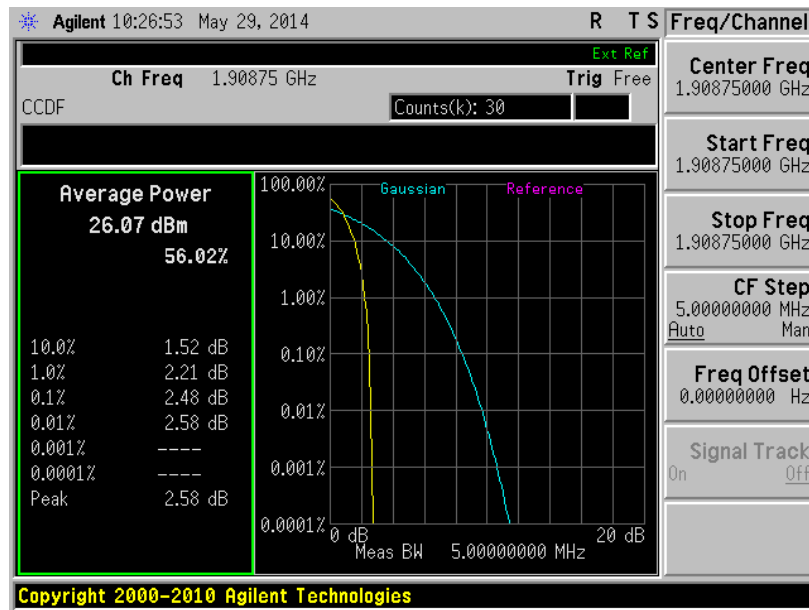 Agilent 10:26:53 May 29, 2014 R T S
Freq/Channel
Ext Ref
Ch Freq 1.90875 GHz Trig Free
CCDF Counts(k): 30
Center Freq
1.90875000 GHz
Start Freq
1.90875000 GHz
Stop Freq
1.90875000 GHz
CF Step
5.00000000 MHz
Auto Man
Freq Offset
0.00000000 Hz
Signal Track
On Off
Average Power
26.07 dBm
56.02%
10.0% 1.52 dB
1.0% 2.21 dB
0.1% 2.48 dB
0.01% 2.58 dB
0.001% ----
0.0001% ----
Peak 2.58 dB
Gaussian Reference
100.00%
10.00%
1.00%
0.10%
0.01%
0.001%
0.0001%
0 dB 20 dB
Meas BW 5.00000000 MHz
Copyright 2000-2010 Agilent Technologies